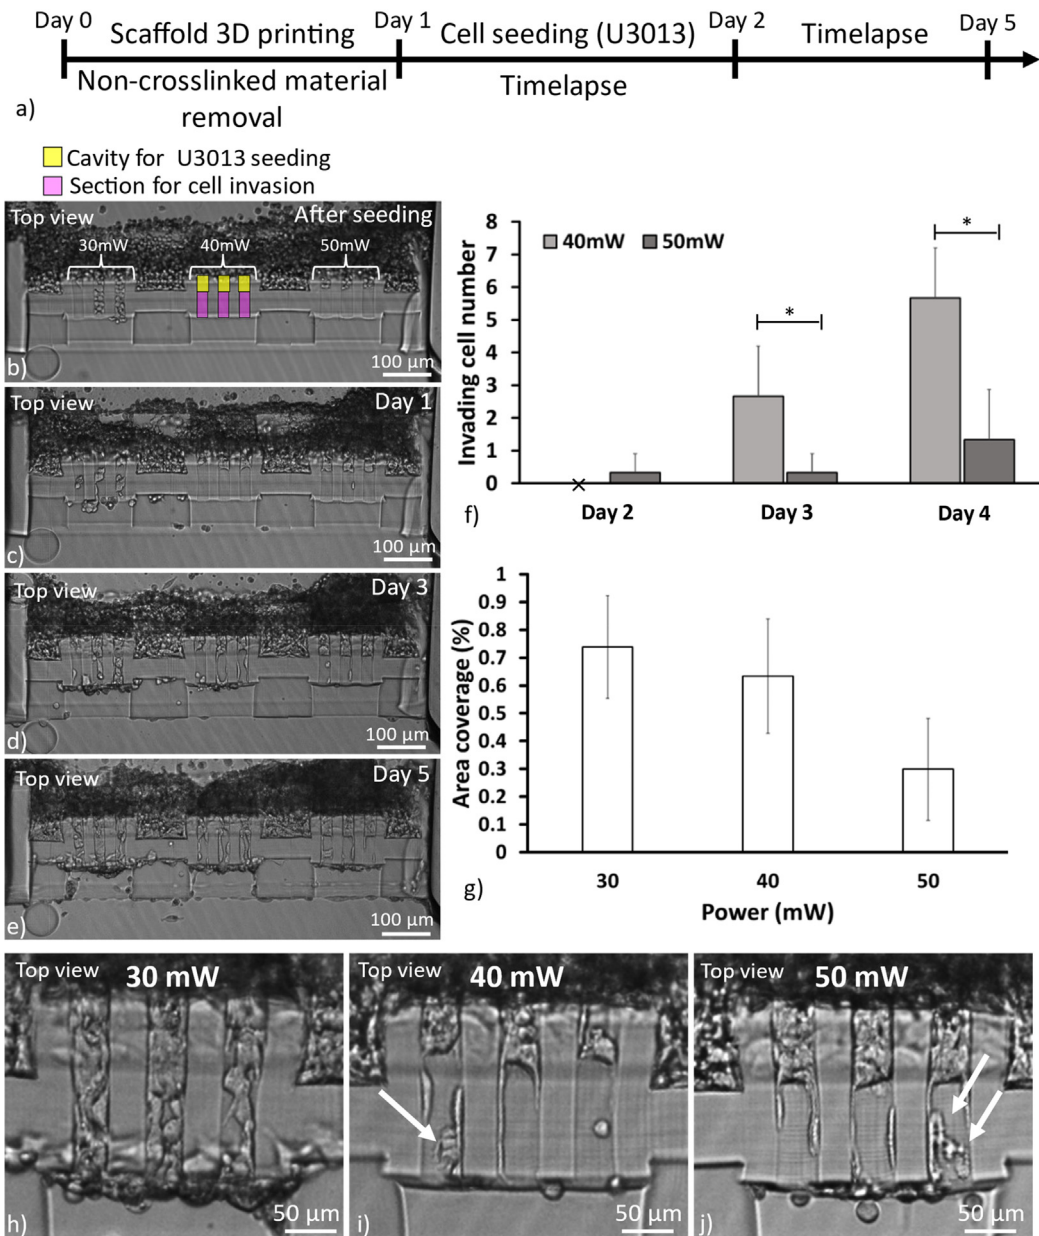 Day 0
Scaffold 3D printing
Day 1
Cell seeding (U3013)
Day 2
Timelapse
Day 5
Non-crosslinked material
removal
Timelapse
a)
Cavity for U3013 seeding
Section for cell invasion
Top view
After seeding
30mW
40mW
50mW
b)
100 µm
Top view
Day 1
c)
100 µm
Top view
Day 3
d)
100 µm
Top view
Day 5
e)
100 µm
Invading cell number
8
7
6
5
4
3
2
1
0
40mW
50mW
*
*
×
Day 2
Day 3
Day 4
f)
Area coverage (%)
1
0.9
0.8
0.7
0.6
0.5
0.4
0.3
0.2
0.1
0
30
40
50
Power (mW)
g)
Top view
30 mW
h)
50 µm
Top view
40 mW
i)
50 µm
Top view
50 mW
j)
50 µm